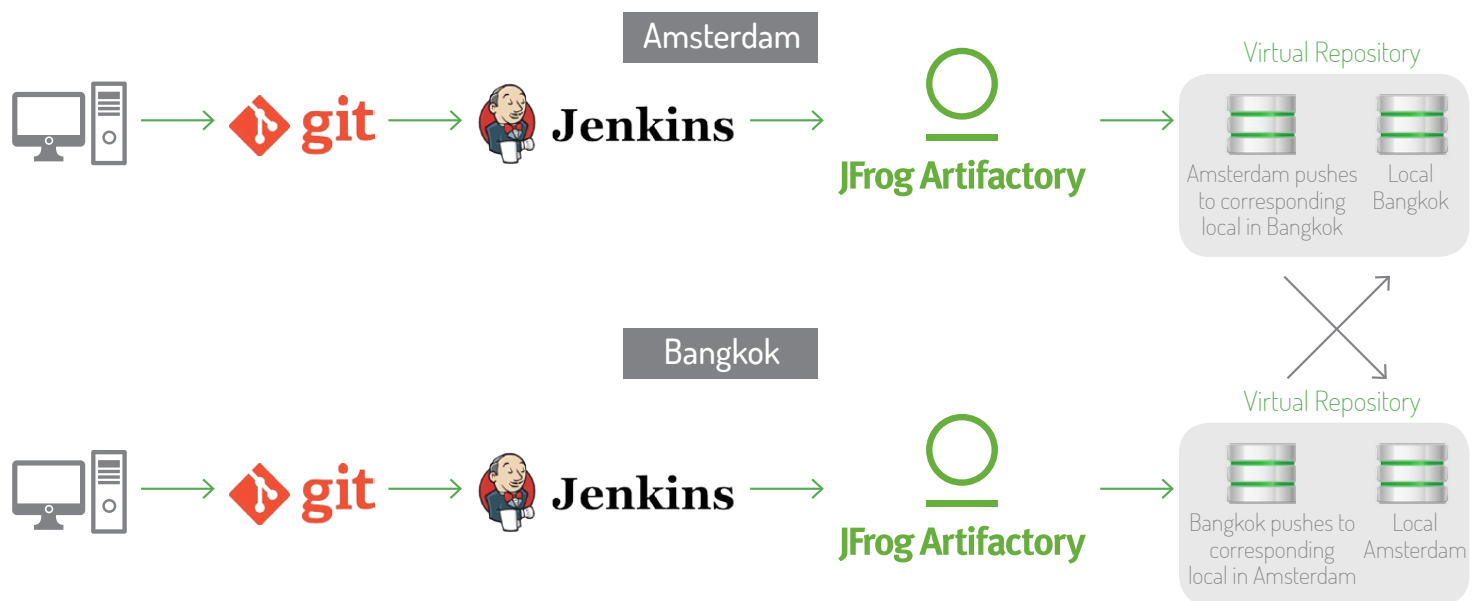 Amsterdam
Virtual Repository
git
Jenkins
JFrog Artifactory
Amsterdam pushes
to corresponding
local in Bangkok
Local
Bangkok
Bangkok
Virtual Repository
git
Jenkins
JFrog Artifactory
Bangkok pushes to
corresponding
local in Amsterdam
Local
Amsterdam